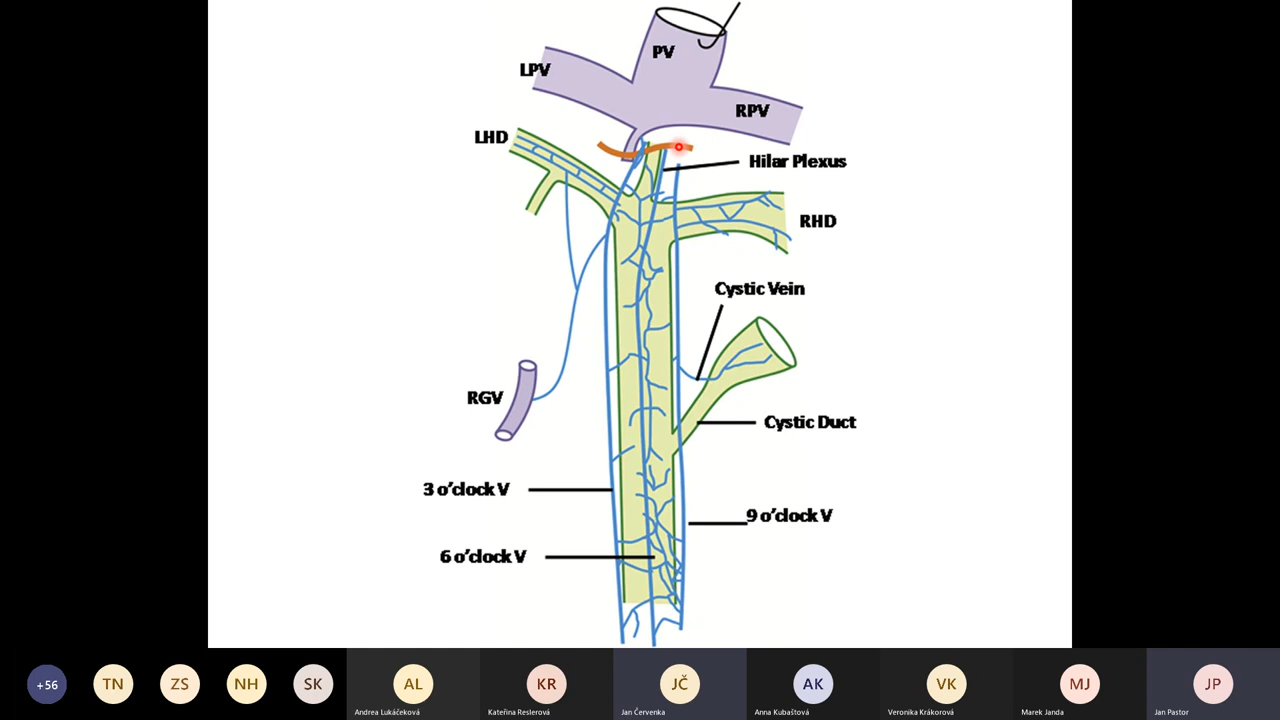 PV
LPV
RPV
LHD
Hilar Plexus
RHD
Cystic Vein
RGV
Cystic Duct
3 o'clock V
9 o'clock V
6 o'clock V
+56
TN
ZS
NH
SK
AL
KR
JČ
AK
VK
MJ
JP
Andrea Lukáčeková
Kateřina Reslerová
Jan Červenka
Anna Kubaštová
Veronika Krákorová
Marek Janda
Jan Pastor